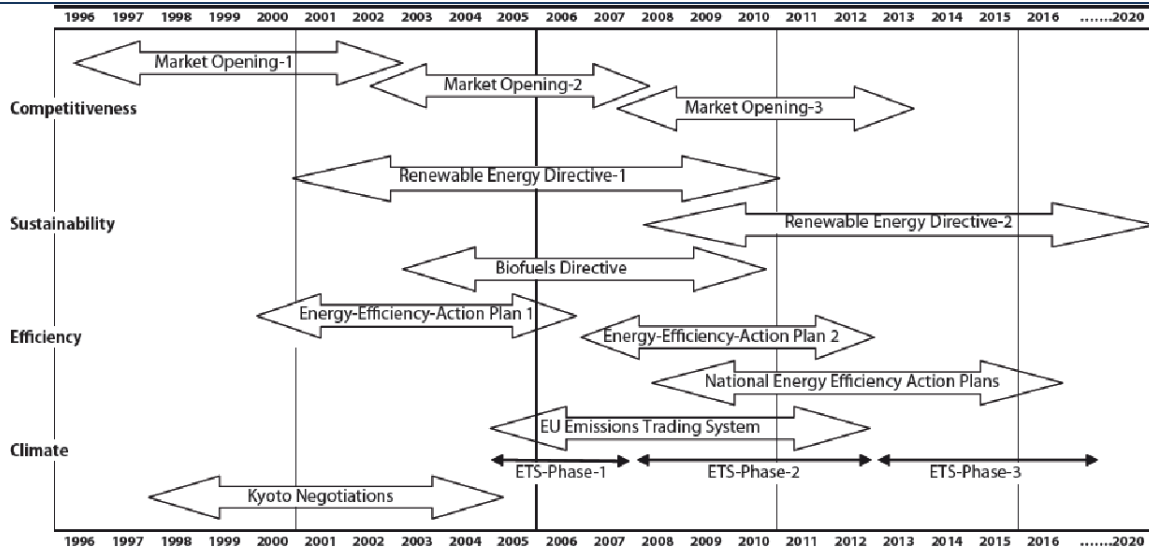 1996 1997 1998 1999 2000 2001 2002 2003 2004 2005 2006 2007 2008 2009 2010 2011 2012 2013 2014 2015 2016 .......2020
Market Opening-1
Market Opening-2
Competitiveness
Market Opening-3
Renewable Energy Directive-1
Sustainability
Renewable Energy Directive-2
Biofuels Directive
Energy-Efficiency-Action Plan 1
Efficiency
Energy-Efficiency-Action Plan 2
National Energy Efficiency Action Plans
EU Emissions Trading System
Climate
ETS-Phase-1 ETS-Phase-2 ETS-Phase-3
Kyoto Negotiations
1996 1997 1998 1999 2000 2001 2002 2003 2004 2005 2006 2007 2008 2009 2010 2011 2012 2013 2014 2015 2016 .......2020